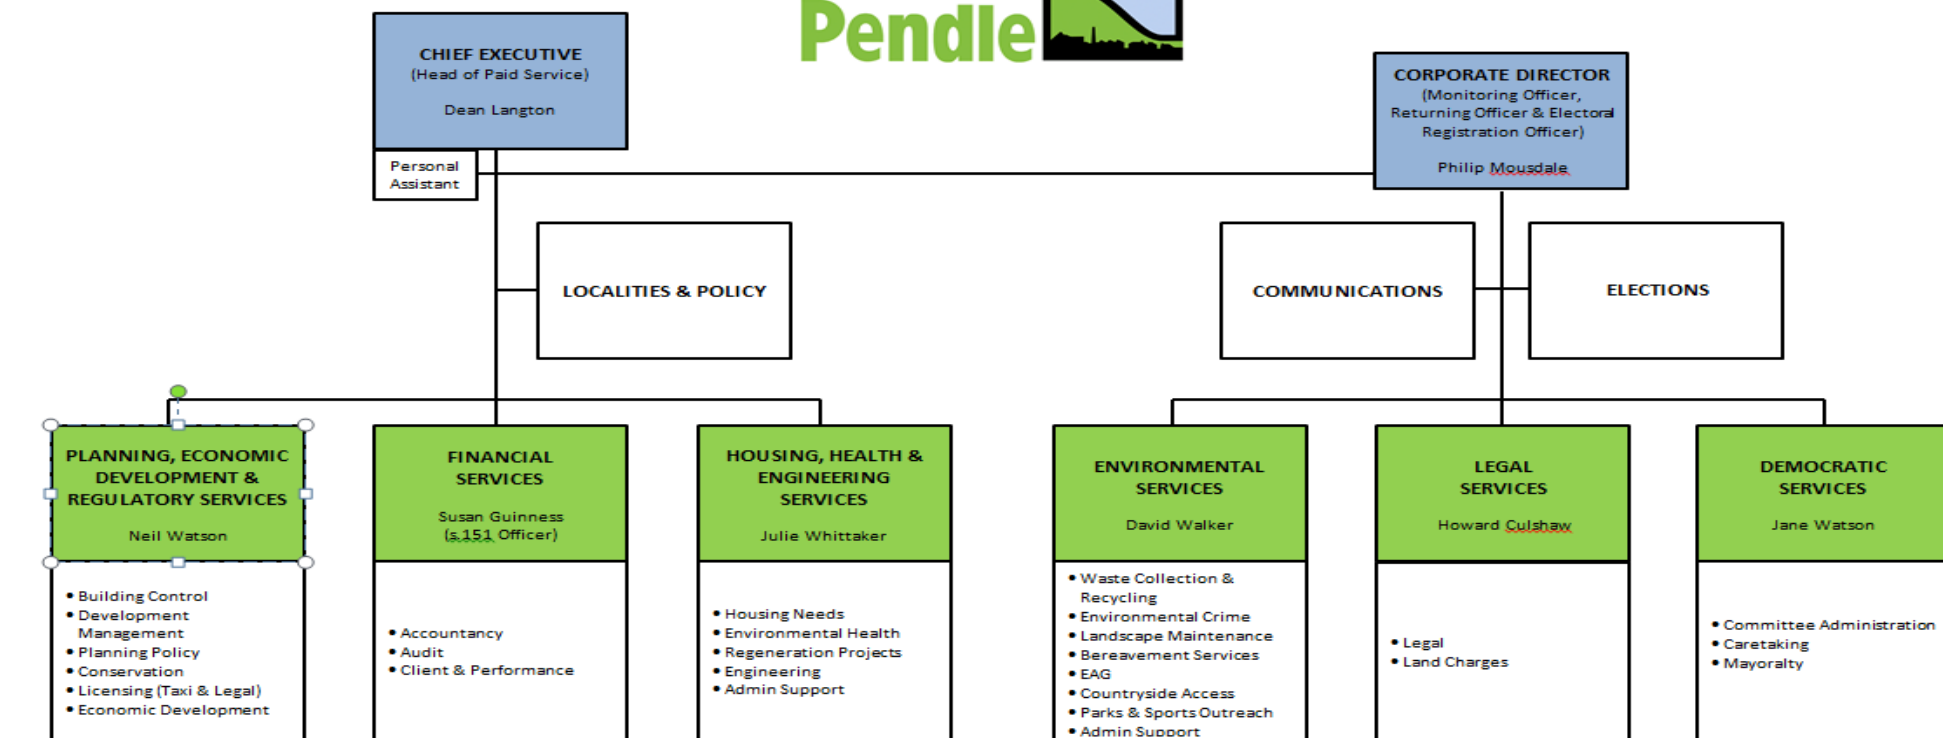 Pendle
CHIEF EXECUTIVE
(Head of Paid Service)
Dean Langton
Personal
Assistant
CORPORATE DIRECTOR
(Monitoring Officer,
Returning Officer & Electoral
Registration Officer)
Philip Mousdale
LOCALITIES & POLICY
COMMUNICATIONS
ELECTIONS
PLANNING, ECONOMIC
DEVELOPMENT &
REGULATORY SERVICES
Neil Watson
• Building Control
• Development
Management
• Planning Policy
• Conservation
• Licensing (Taxi & Legal)
• Economic Development
FINANCIAL
SERVICES
Susan Guinness
(s.151 Officer)
• Accountancy
• Audit
• Client & Performance
HOUSING, HEALTH &
ENGINEERING
SERVICES
Julie Whittaker
• Housing Needs
• Environmental Health
• Regeneration Projects
• Engineering
• Admin Support
ENVIRONMENTAL
SERVICES
David Walker
• Waste Collection &
Recycling
• Environmental Crime
• Landscape Maintenance
• Bereavement Services
• EAG
• Countryside Access
• Parks & Sports Outreach
• Admin Support
LEGAL
SERVICES
Howard Culshaw
• Legal
• Land Charges
DEMOCRATIC
SERVICES
Jane Watson
• Committee Administration
• Caretaking
• Mayoralty